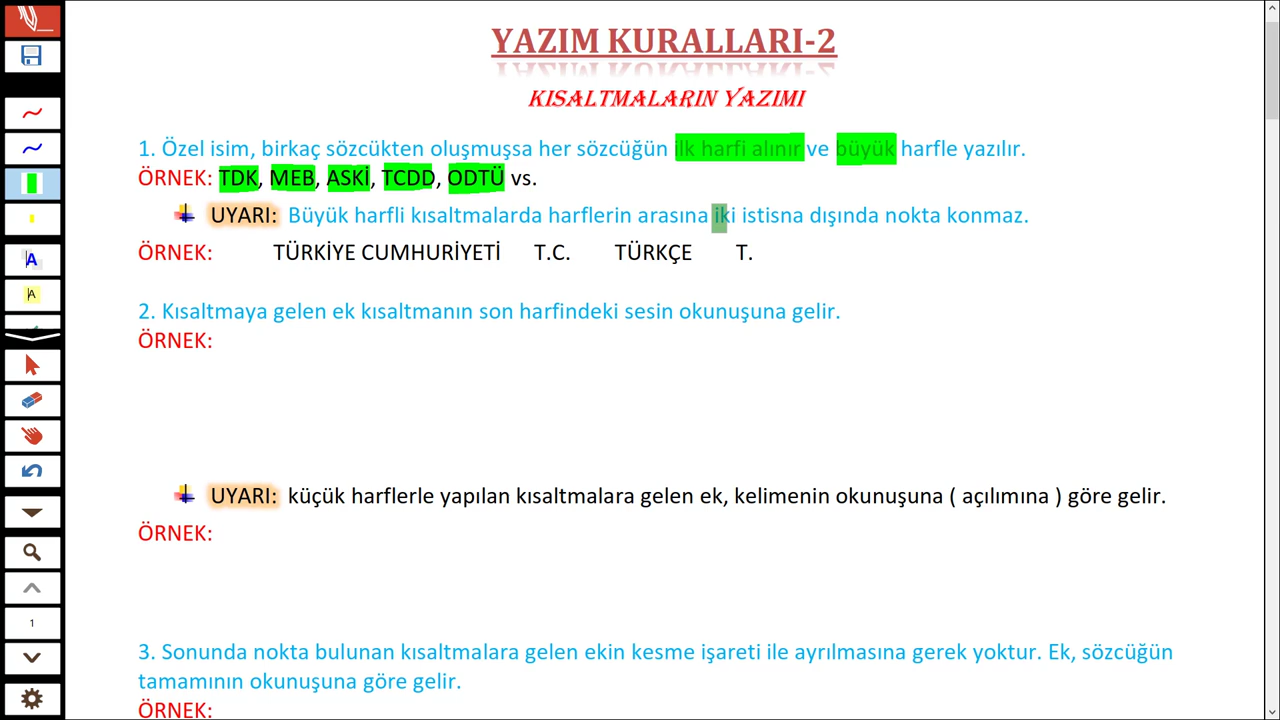 YAZIM KURALLARI-2
KISALTMALARIN YAZIMI
1. Özel isim, birkaç sözcükten oluşmuşsa her sözcüğün ilk harfi alınır ve büyük harfle yazılır.
ÖRNEK: TDK, MEB, ASKİ, TCDD, ODTÜ vs.
UYARI: Büyük harfli kısaltmalarda harflerin arasına iki istisna dışında nokta konmaz.
ÖRNEK: TÜRKİYE CUMHURİYETİ T.C. TÜRKÇE T.
2. Kısaltmaya gelen ek kısaltmanın son harfindeki sesin okunuşuna gelir.
ÖRNEK:
UYARI: küçük harflerle yapılan kısaltmalara gelen ek, kelimenin okunuşuna ( açılımına ) göre gelir.
ÖRNEK:
3. Sonunda nokta bulunan kısaltmalara gelen ekin kesme işareti ile ayrılmasına gerek yoktur. Ek, sözcüğün
tamamının okunuşuna göre gelir.
ÖRNEK:
A
A
1